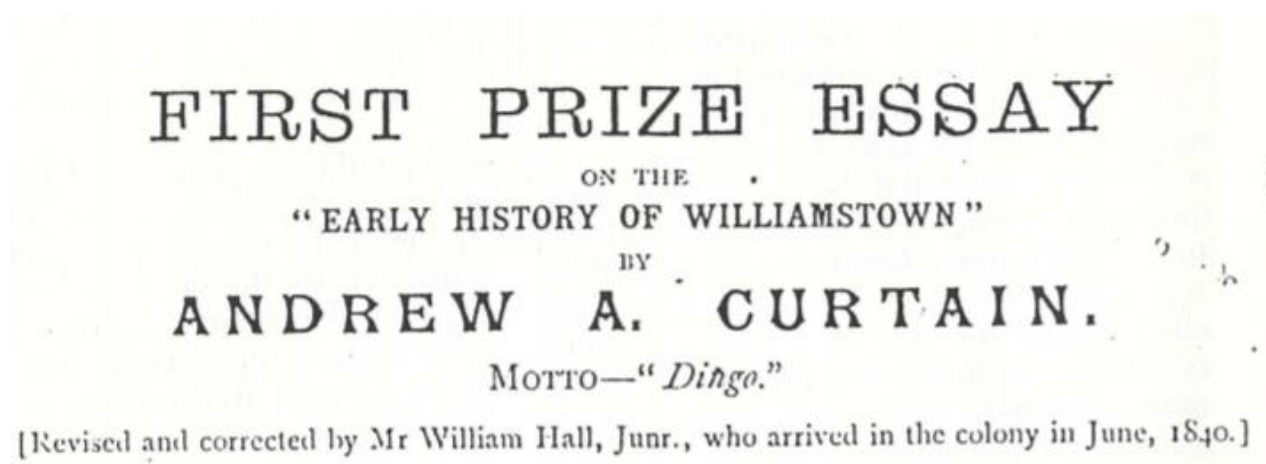 FIRST PRIZE ESSAY
ON THE
"EARLY HISTORY OF WILLIAMSTOWN"
BY
ANDREW A. CURTAIN.
MOTTO—"Dingo."
[Revised and corrected by Mr William Hall, Junr., who arrived in the colony in June, 1840.]